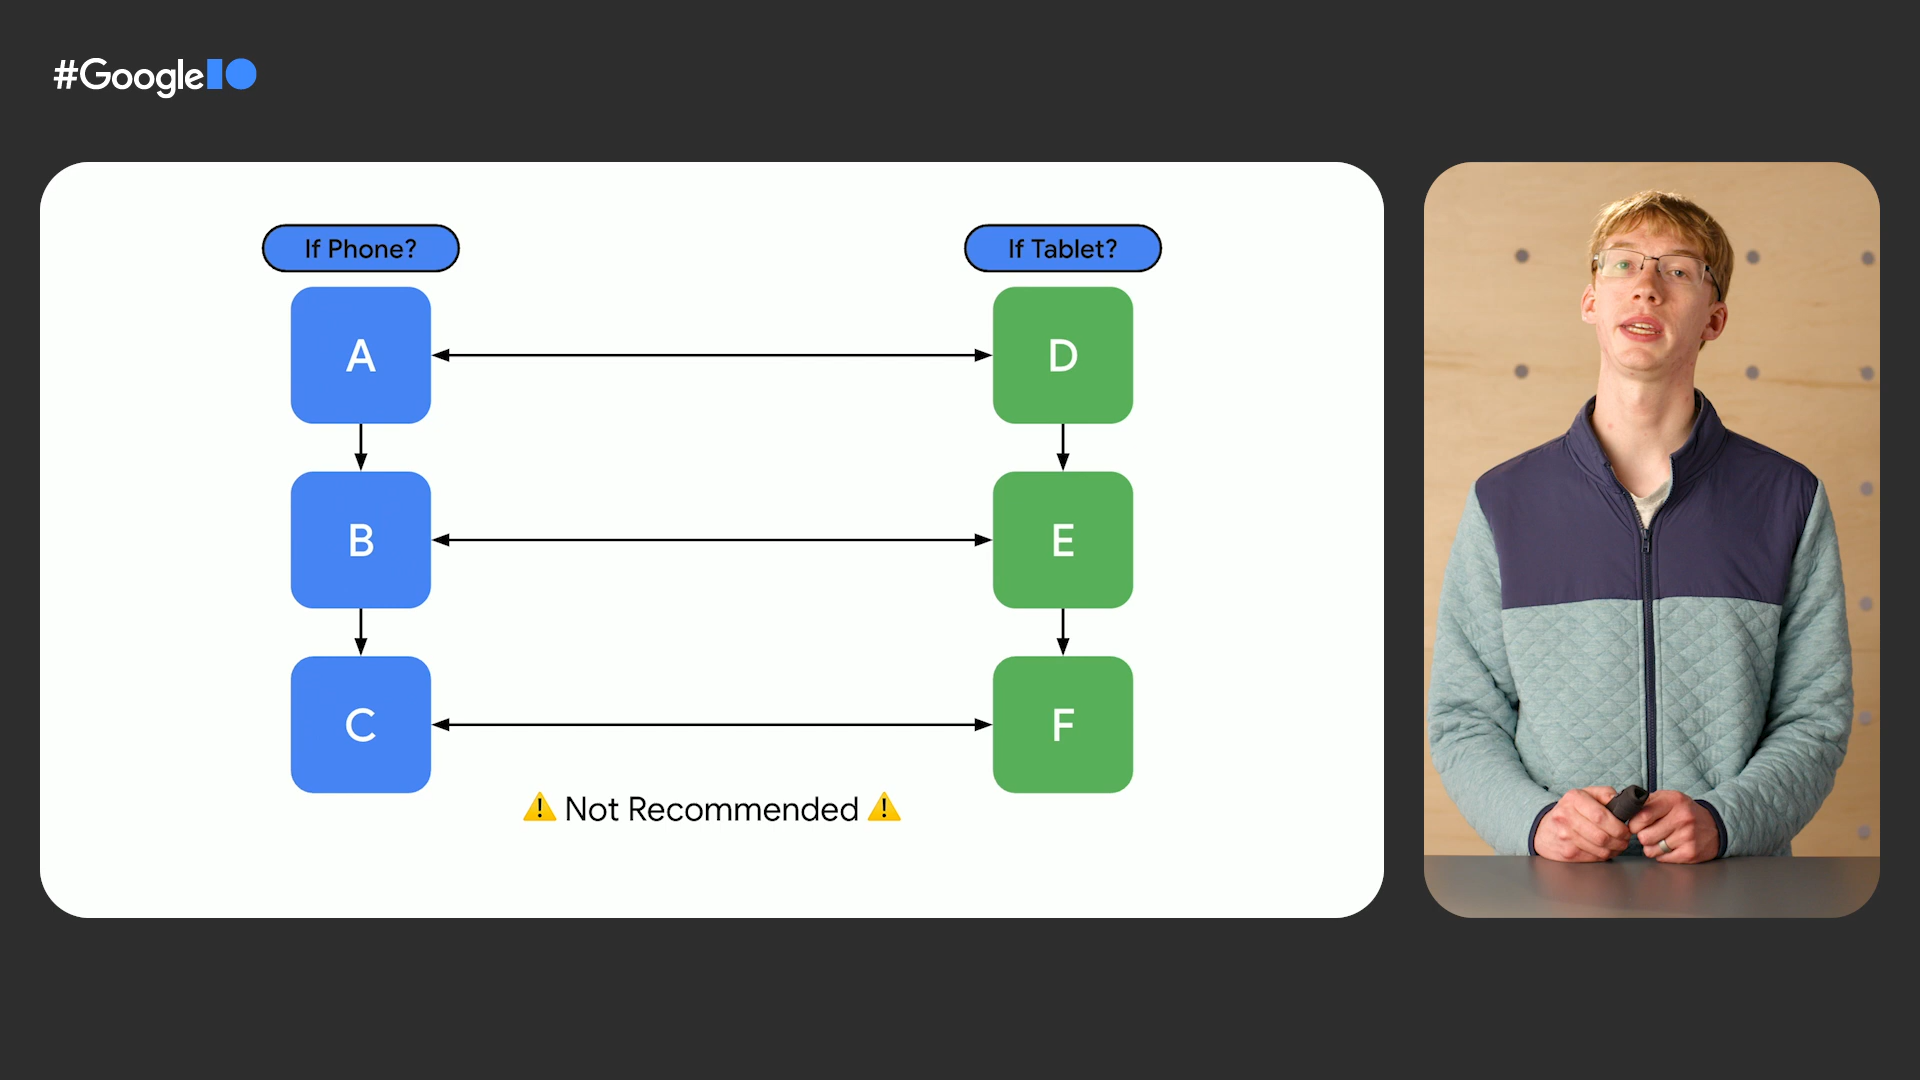 #GoogleIO
If Phone?
If Tablet?
A
D
B
E
C
F
⚠️ Not Recommended ⚠️